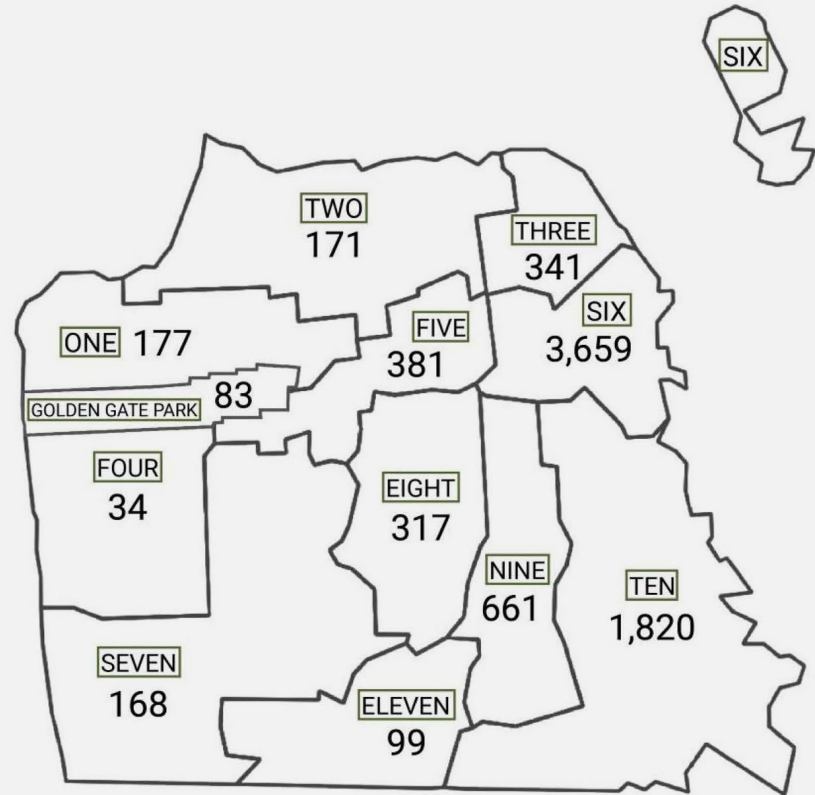 SIX
TWO
171
THREE
341
SIX
3,659
ONE 177
FIVE
381
GOLDEN GATE PARK 83
FOUR
34
EIGHT
317
NINE
661
TEN
1,820
SEVEN
168
ELEVEN
99